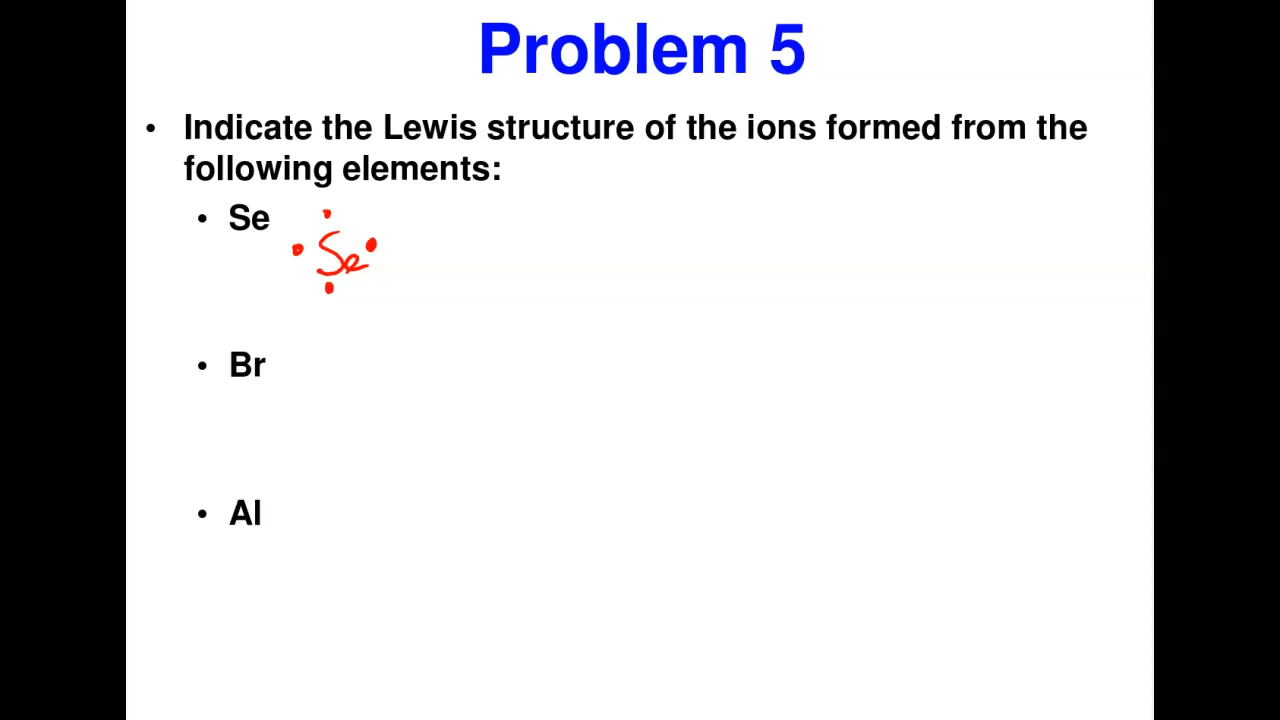 Problem 5
• Indicate the Lewis structure of the ions formed from the
following elements:
• Se
Se
• Br
• Al